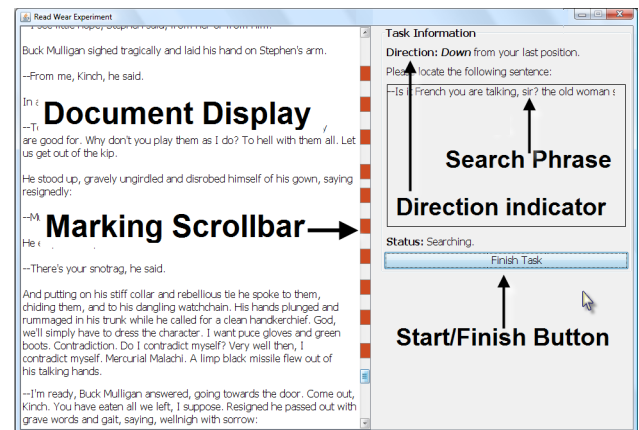 Read Wear Experiment
Buck Mulligan sighed tragically and laid his hand on Stephen's arm.
--From me, Kinch, he said.
In a
Document Display
are good for. Why don't you play them as I do? To hell with them all. Let
us get out of the kip.
He stood up, gravely ungirdled and disrobed himself of his gown, saying
resignedly:
Marking Scrollbar
He e
--There's your snotrag, he said.
And putting on his stiff collar and rebellious tie he spoke to them,
chiding them, and to his dangling watchchain. His hands plunged and
rummaged in his trunk while he called for a clean handkerchief. God,
we'll simply have to dress the character. I want puce gloves and green
boots. Contradiction. Do I contradict myself? Very well then, I
contradict myself. Mercurial Malachi. A limp black missile flew out of
his talking hands.
--I'm ready, Buck Mulligan answered, going towards the door. Come out,
Kinch. You have eaten all we left, I suppose. Resigned he passed out with
grave words and gait, saying, wellnigh with sorrow:
Task Information
Direction: Down from your last position.
Please locate the following sentence:
--Is it French you are talking, sir? the old woman s
Search Phrase
Direction indicator
Status: Searching.
Finish Task
Start/Finish Button